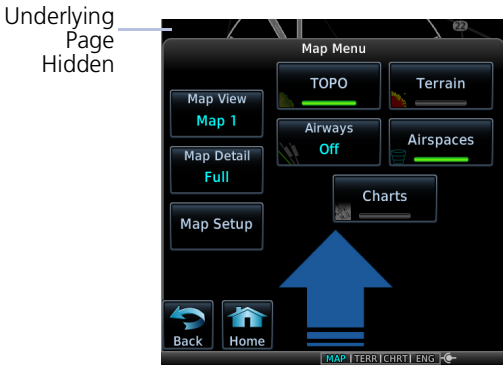 Underlying
Page
Hidden
22
Map Menu
TOPO
Terrain
Map View
Map 1
Airways
Off
Airspaces
Map Detail
Full
Charts
Map Setup
Back
Home
MAP TERR CHRT ENG